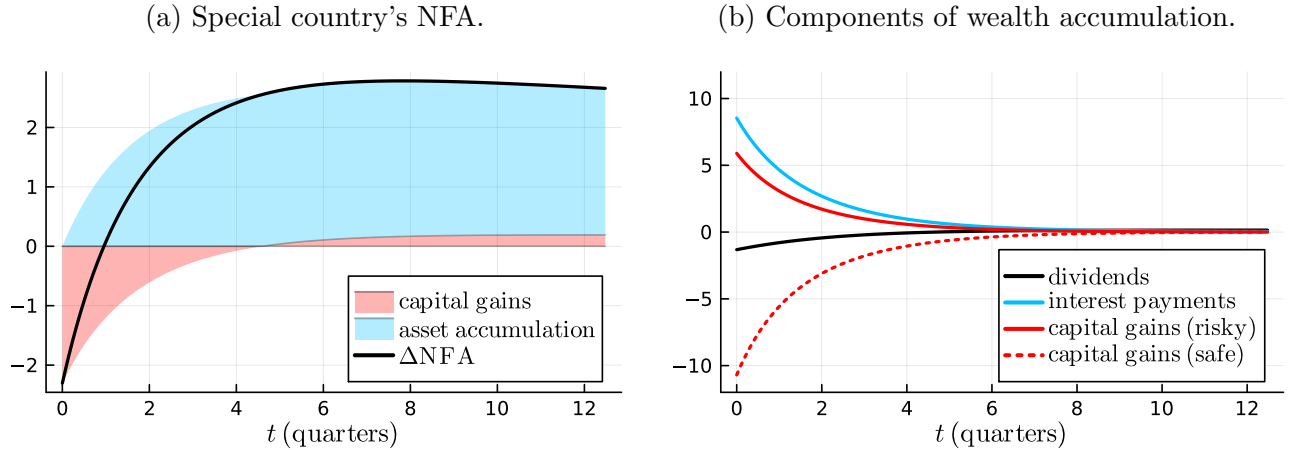 (a) Special country's NFA.
2
1
0
−1
−2
0
2
4
6
8
10
12
t (quarters)
capital gains
asset accumulation
ΔNFA
(b) Components of wealth accumulation.
10
5
0
−5
−10
0
2
4
6
8
10
12
t (quarters)
dividends
interest payments
capital gains (risky)
capital gains (safe)